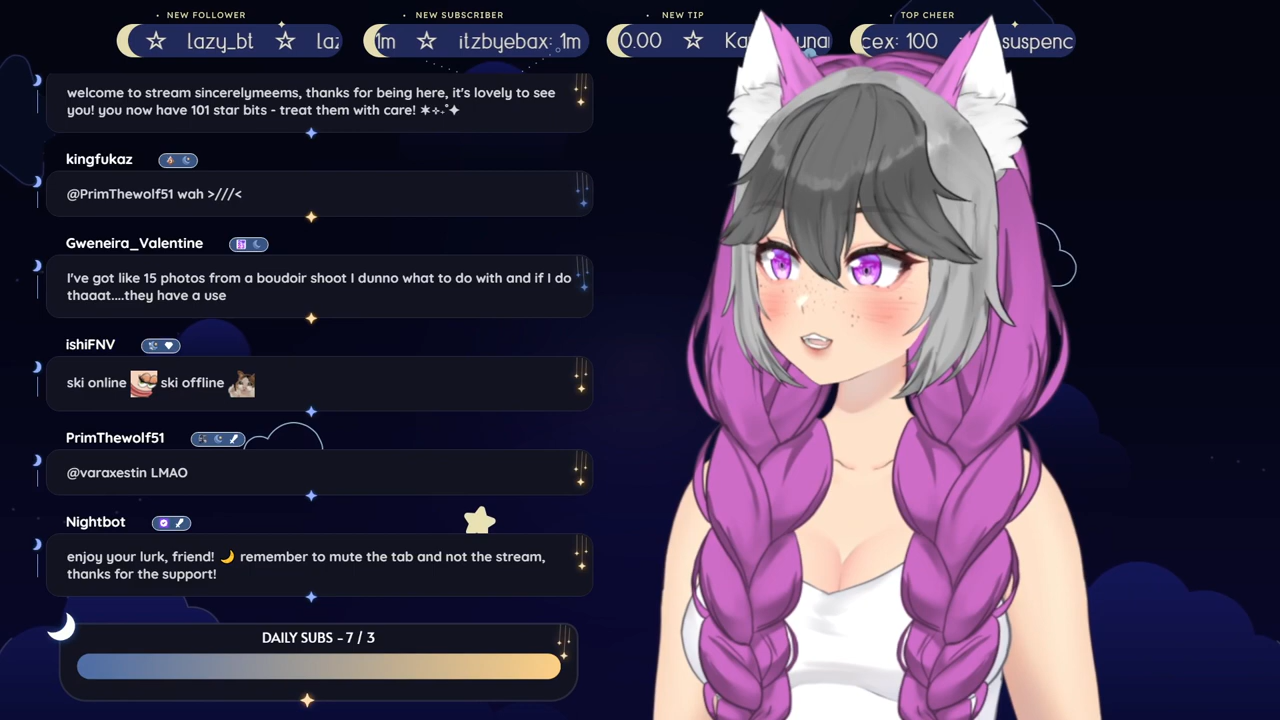 NEW FOLLOWER
NEW SUBSCRIBER
NEW TIP
TOP CHEER
lazy_bt
1m itzbyebax: 1m
0.00
cex: 100 suspenc
welcome to stream sincerelymeems, thanks for being here, it's lovely to see
you! you now have 101 star bits - treat them with care! ✶⊹₊˚✦
kingfukaz
@PrimThewolf51 wah >///<
Gweneira_Valentine
I've got like 15 photos from a boudoir shoot I dunno what to do with and if I do
thaaat....they have a use
ishiFNV
ski online ski offline
PrimThewolf51
@varaxestin LMAO
Nightbot
enjoy your lurk, friend! 🌙 remember to mute the tab and not the stream,
thanks for the support!
DAILY SUBS - 7 / 3